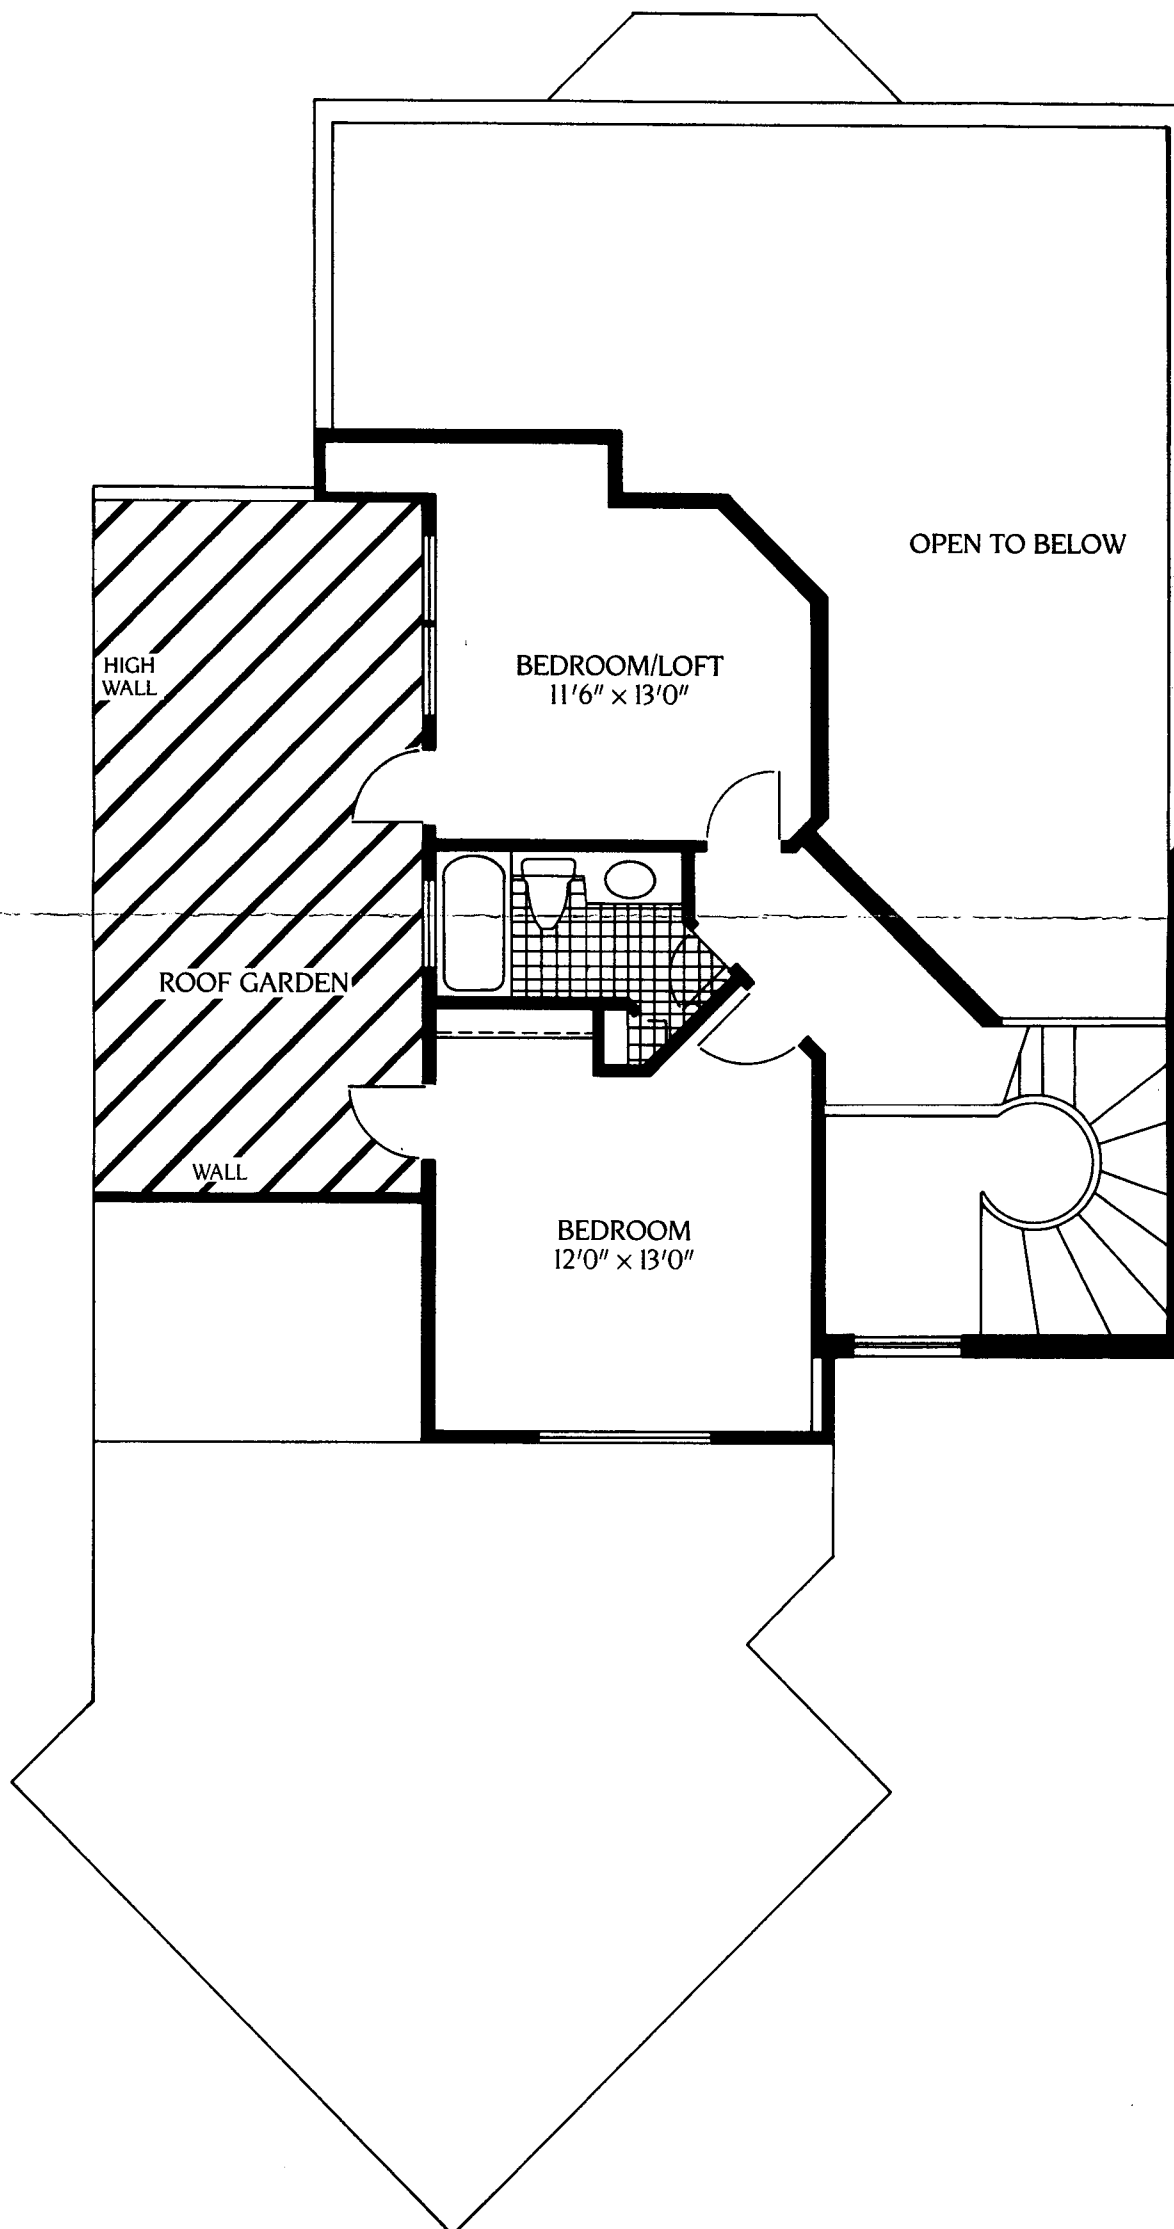 OPEN TO BELOW
HIGH
WALL
BEDROOM/LOFT
11'6" × 13'0"
ROOF GARDEN
WALL
BEDROOM
12'0" × 13'0"